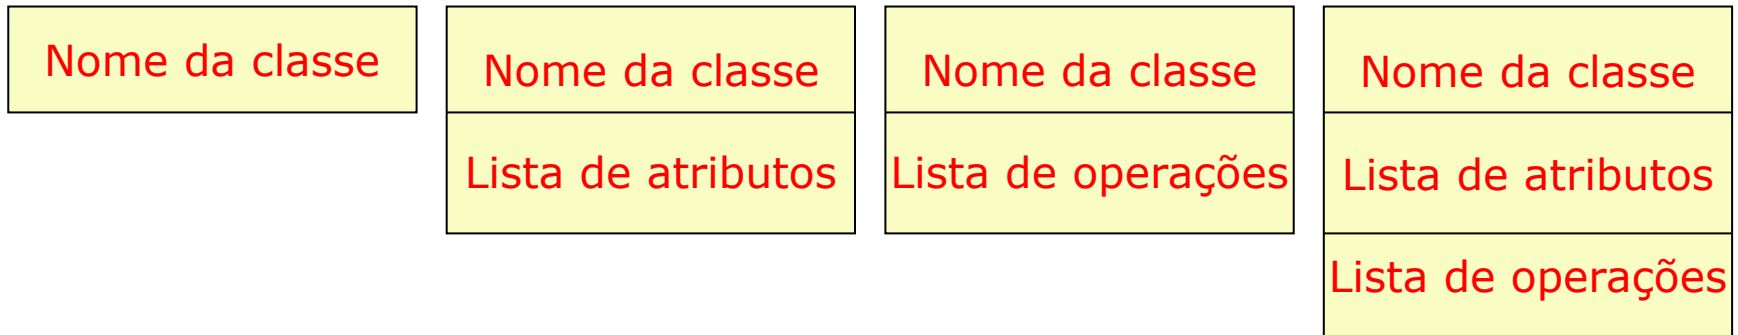 Nome da classe
Nome da classe
Lista de atributos
Nome da classe
Lista de operações
Nome da classe
Lista de atributos
Lista de operações